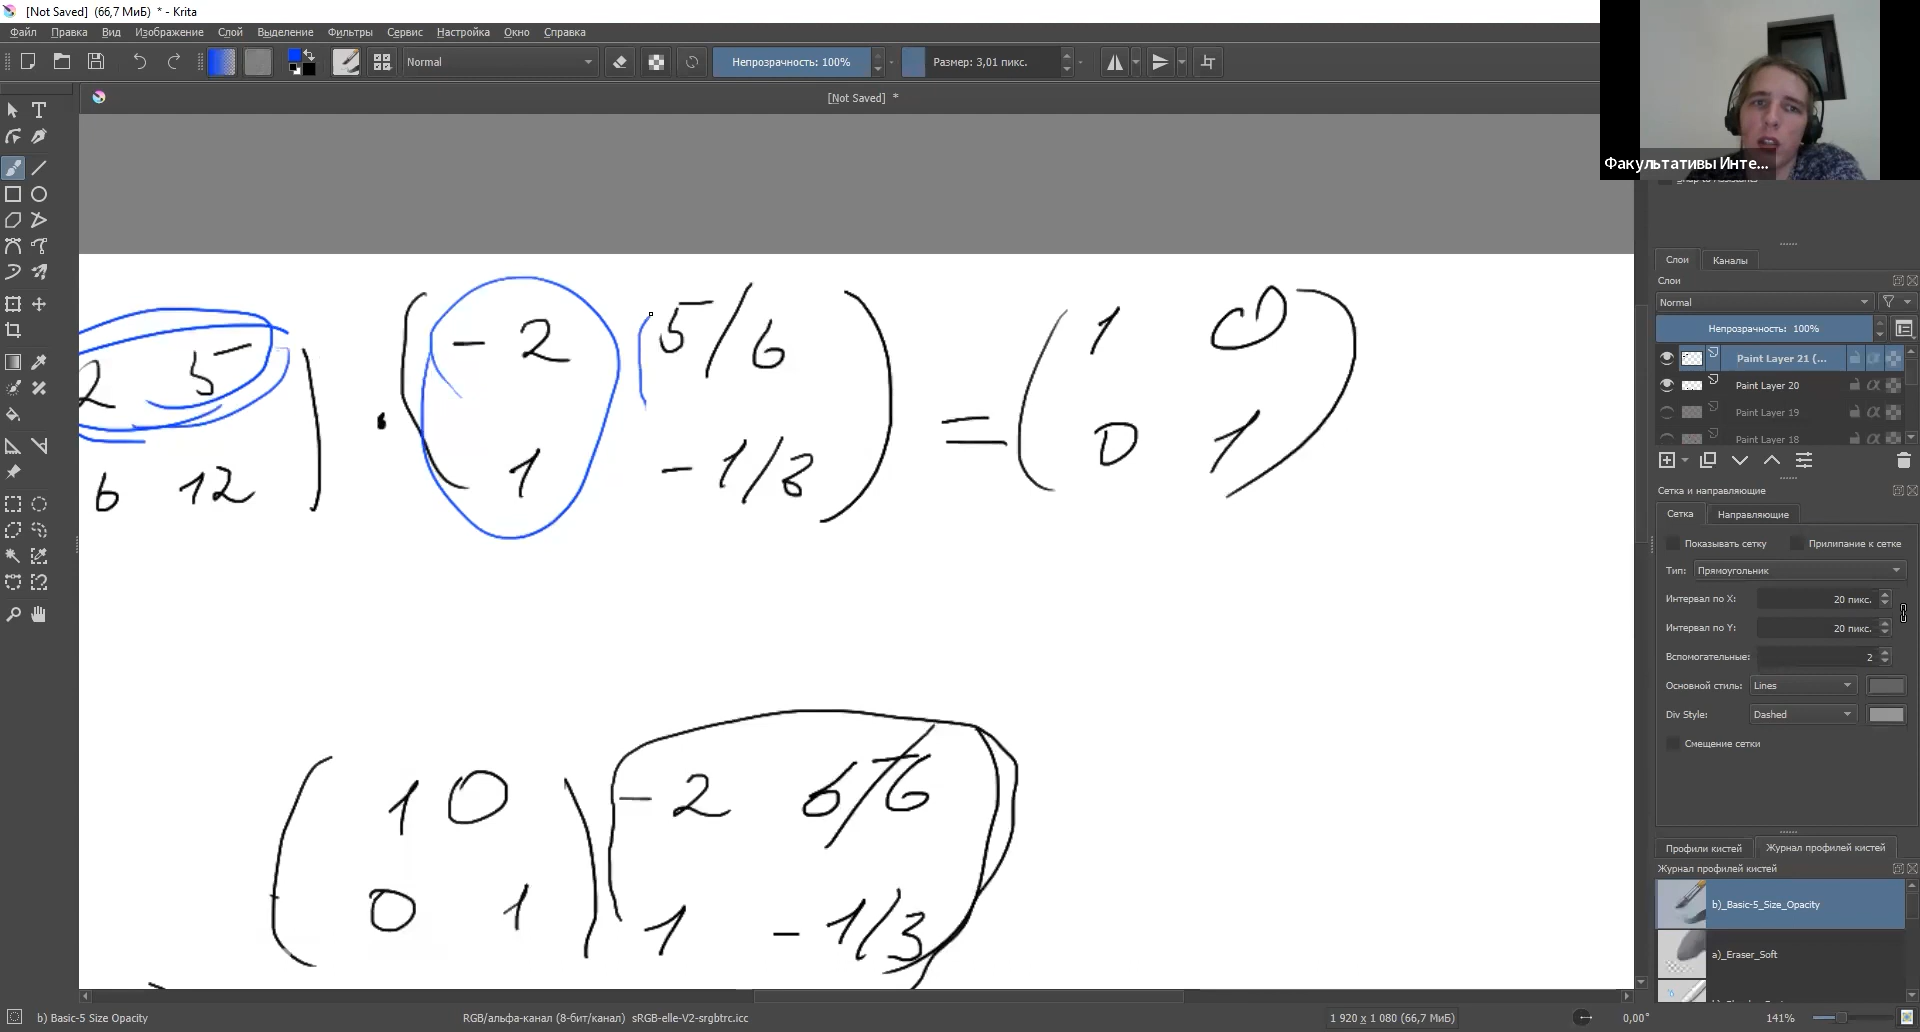 [Not Saved] (66,7 МиБ) * - Krita
Файл Правка Вид Изображение Слой Выделение Фильтры Сервис Настройка Окно Справка
Normal Непрозрачность: 100% Размер: 3,01 пикс.
[Not Saved] *
Факультативы Инте...
Слои Каналы
Слои
Normal
Непрозрачность: 100%
Paint Layer 21 (...
Paint Layer 20
Paint Layer 19
Paint Layer 18
Сетка и направляющие
Сетка Направляющие
Показывать сетку Прилипание к сетке
Тип: Прямоугольник
Интервал по X: 20 пикс.
Интервал по Y: 20 пикс.
Вспомогательные: 2
Основной стиль: Lines
Div Style: Dashed
Смещение сетки
Профили кистей Журнал профилей кистей
Журнал профилей кистей
b)_Basic-5_Size_Opacity
a)_Eraser_Soft
2 5 ) · ( - 2 5/6 ) = ( 1 0 )
6 12 ) ( 1 - 1/3 ) ( 0 1 )
( 1 0 ) ( - 2 5/6 )
( 0 1 ) ( 1 - 1/3 )
b) Basic-5 Size Opacity RGB/альфа-канал (8-бит/канал) sRGB-elle-V2-srgbtrc.icc 1 920 x 1 080 (66,7 МиБ) 0,00° 141%